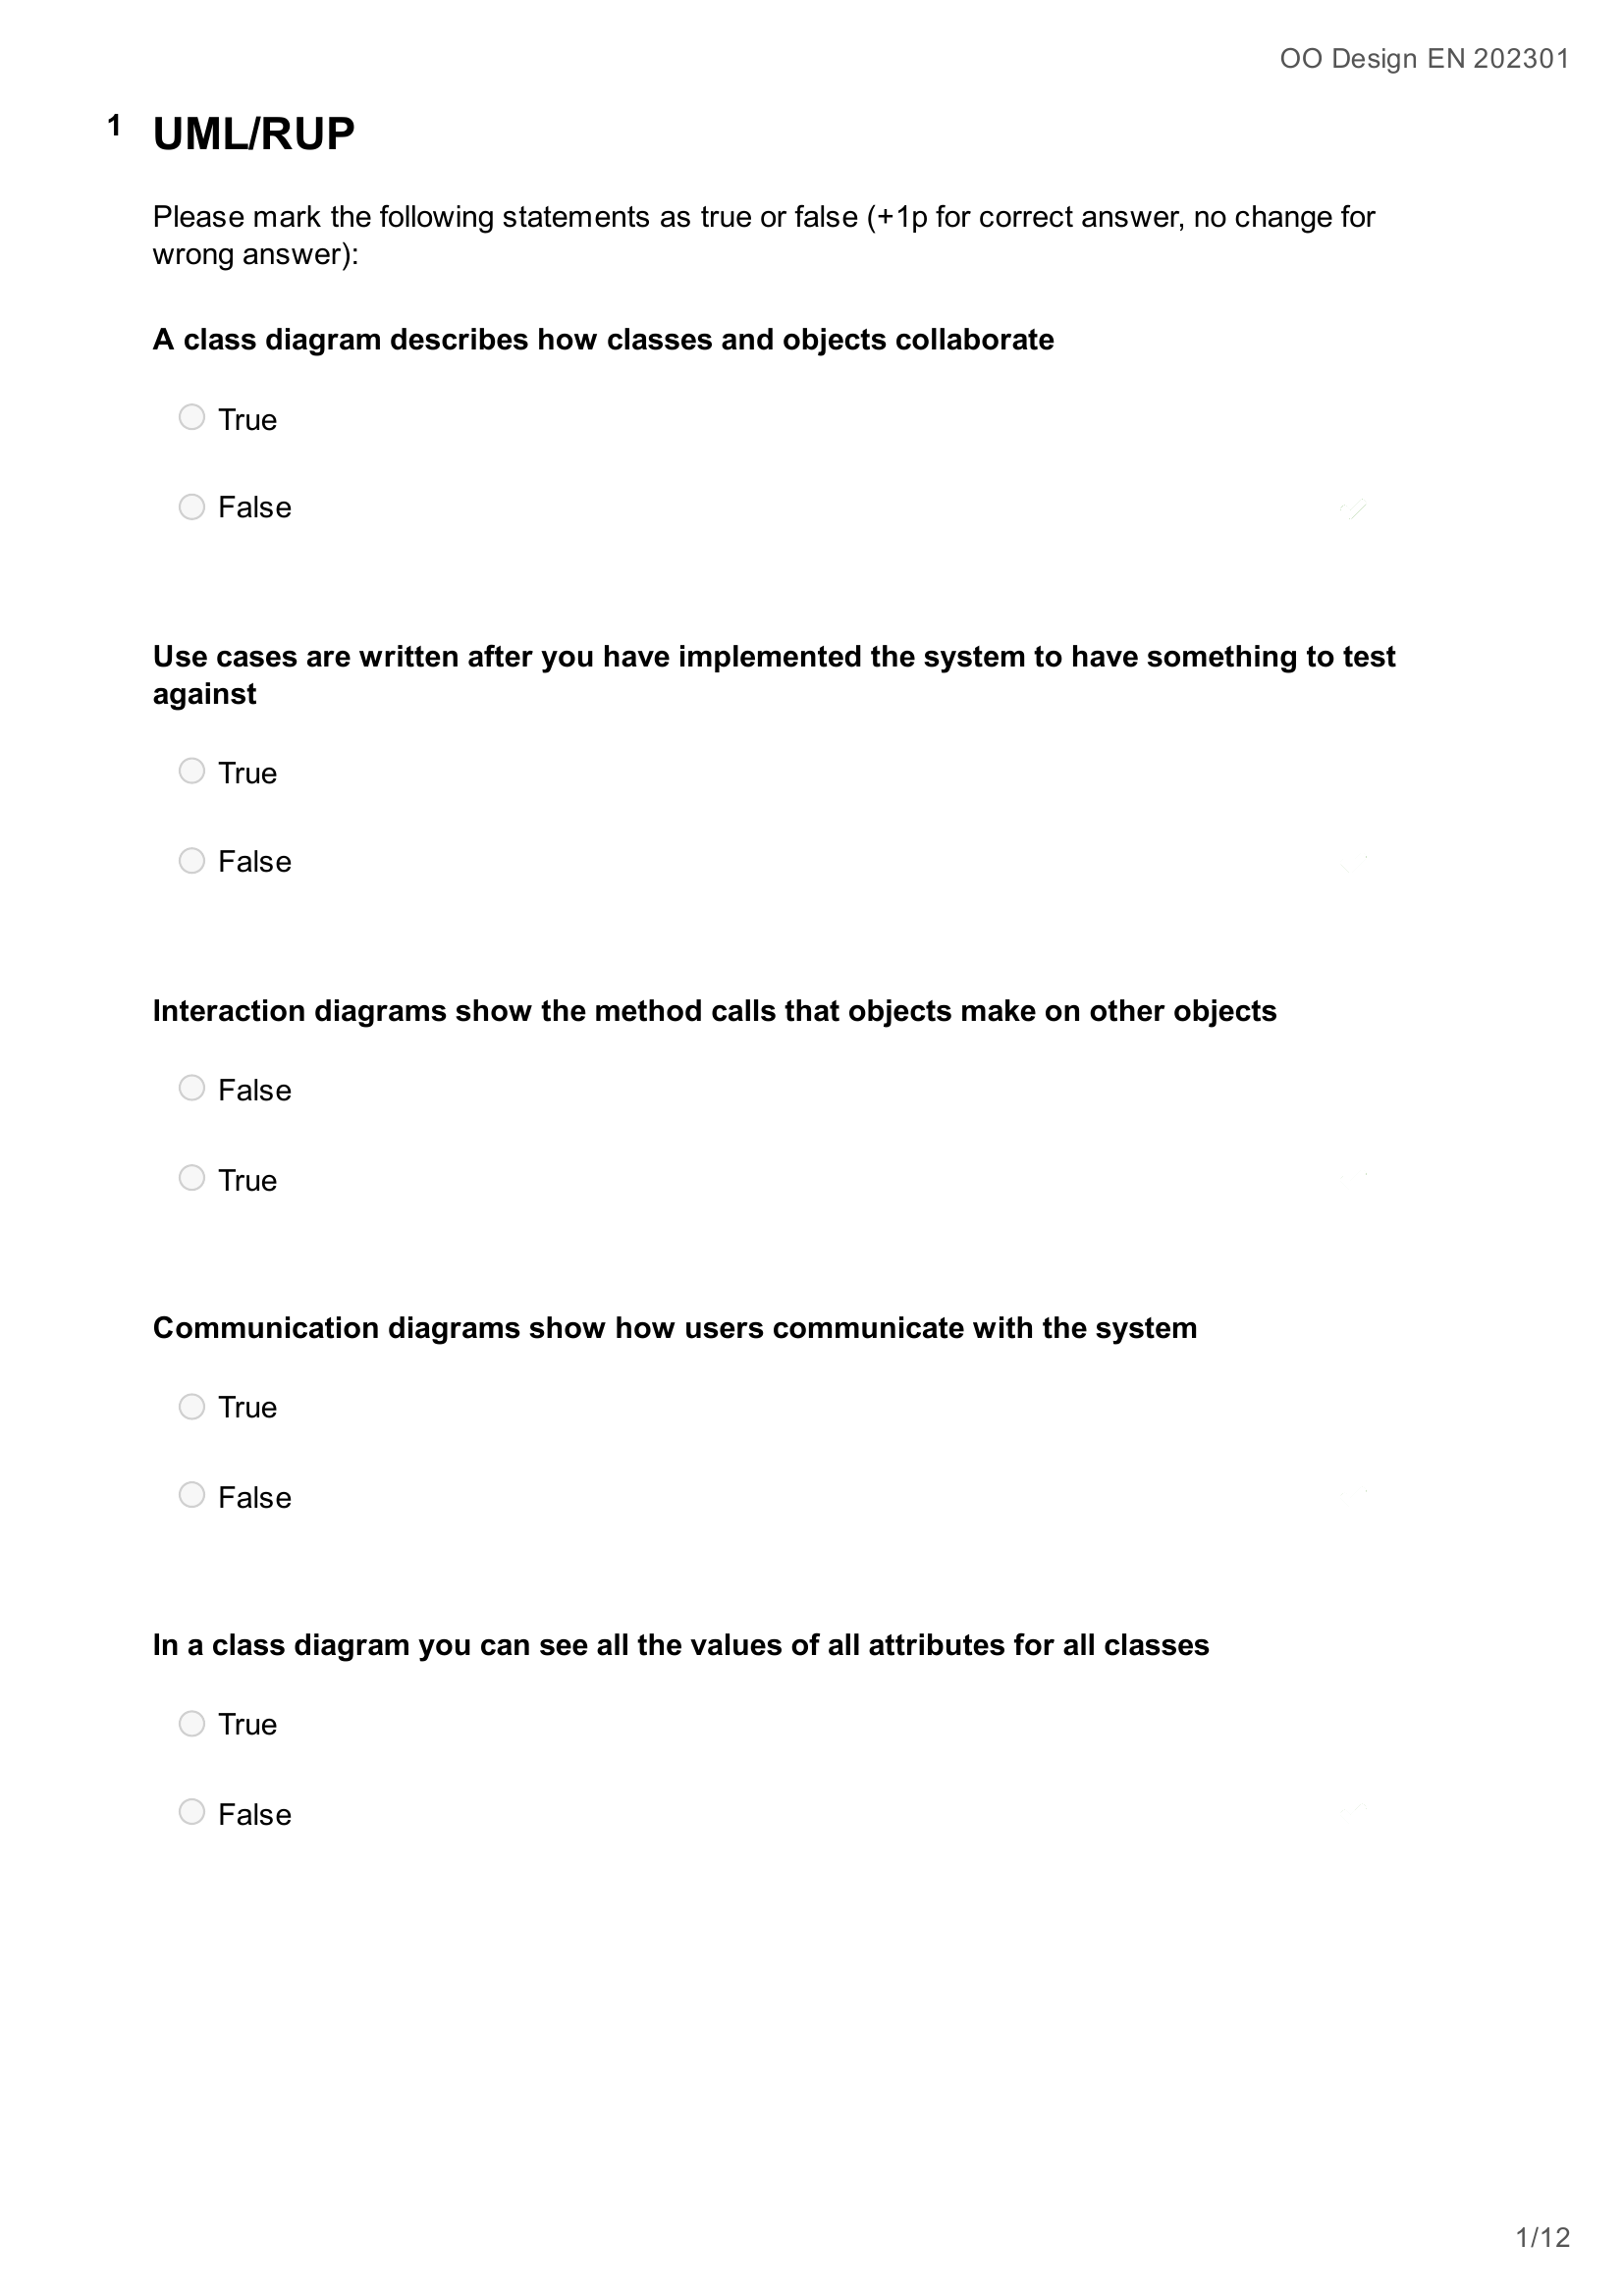 OO Design EN 202301
1 UML/RUP
Please mark the following statements as true or false (+1p for correct answer, no change for
wrong answer):
A class diagram describes how classes and objects collaborate
True
False
Use cases are written after you have implemented the system to have something to test
against
True
False
Interaction diagrams show the method calls that objects make on other objects
False
True
Communication diagrams show how users communicate with the system
True
False
In a class diagram you can see all the values of all attributes for all classes
True
False
1/12